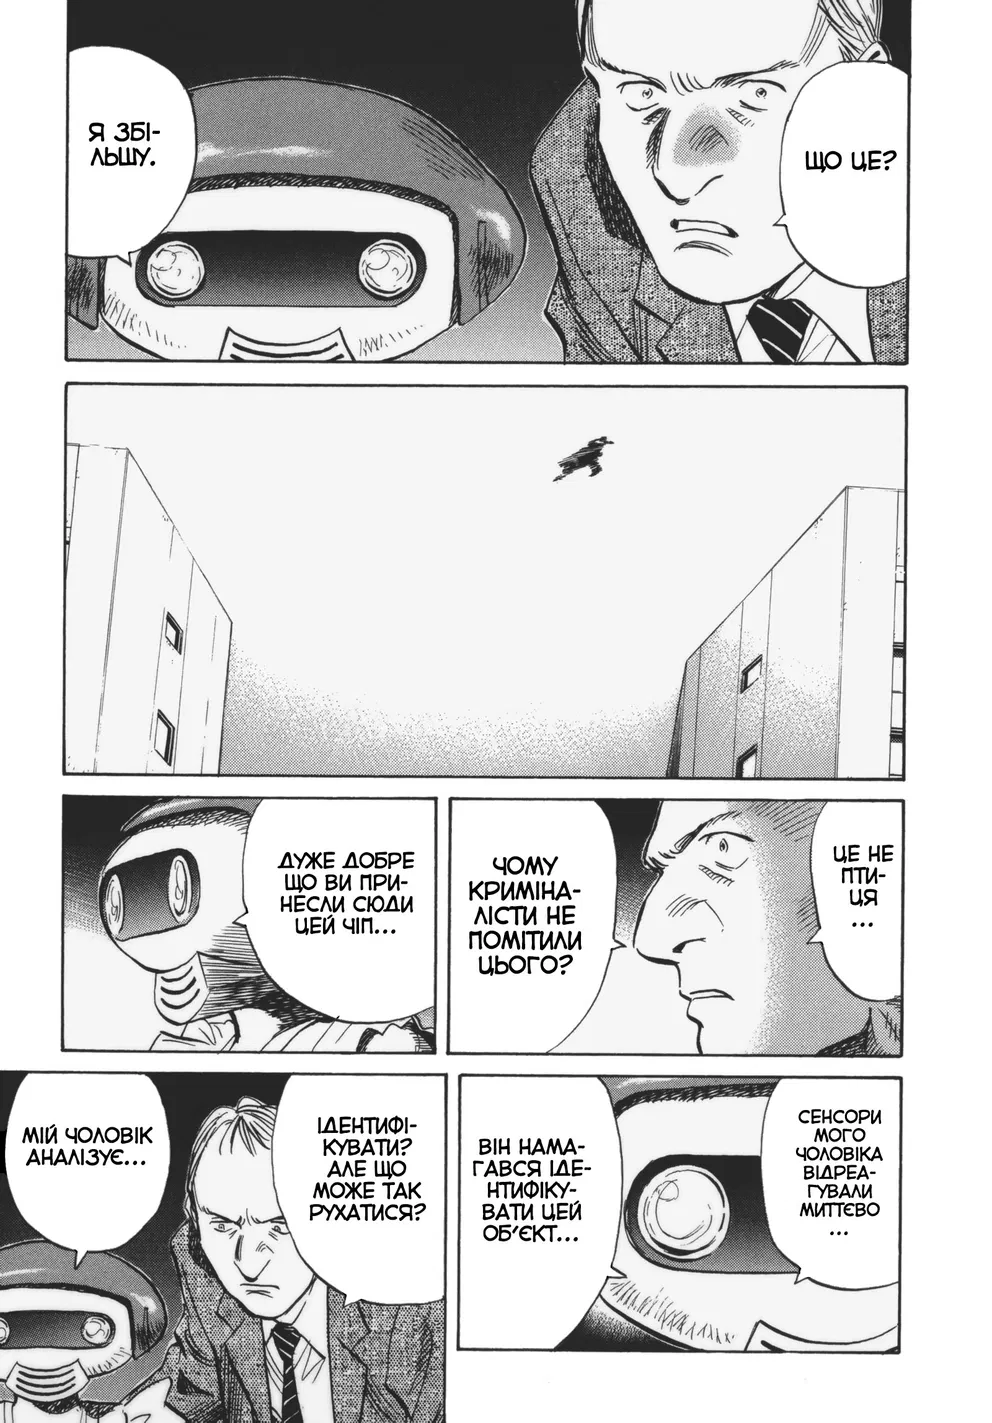 ЩО ЦЕ?
Я ЗБІ-
ЛЬШУ.
ЦЕ НЕ
ПТИ-
ЦЯ
...
ЧОМУ
КРИМІНА-
ЛІСТИ НЕ
ПОМІТИЛИ
ЦЬОГО?
ДУЖЕ ДОБРЕ
ЩО ВИ ПРИ-
НЕСЛИ СЮДИ
ЦЕЙ ЧІП...
СЕНСОРИ
МОГО
ЧОЛОВІКА
ВІДРЕА-
ГУВАЛИ
МИТТЄВО
...
ВІН НАМА-
ГАВСЯ ІДЕ-
НТИФІКУ-
ВАТИ ЦЕЙ
ОБ'ЄКТ...
ІДЕНТИФІ-
КУВАТИ?
АЛЕ ЩО
МОЖЕ ТАК
РУХАТИСЯ?
МІЙ ЧОЛОВІК
АНАЛІЗУЄ...